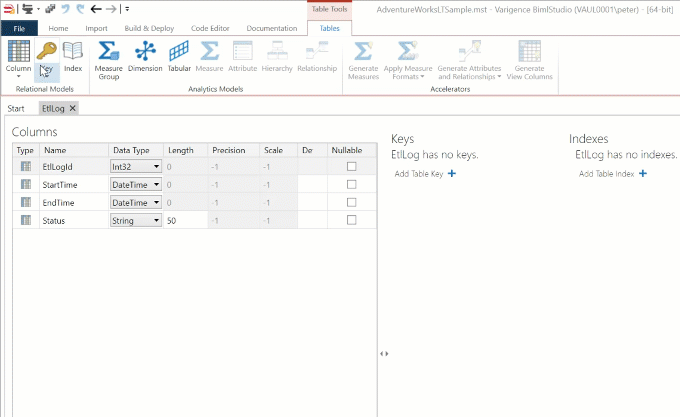 Table Tools
AdventureWorksLTSample.mst - Varigence BimlStudio (VAUL0001\peter) - [64-bit]
File Home Import Build & Deploy Code Editor Documentation Tables
Column Key Index Measure Group Dimension Tabular Measure Attribute Hierarchy Relationship Generate Measures Apply Measure Formats Generate Attributes and Relationships Generate View Columns
Relational Models Analytics Models Accelerators
Start EtlLog
Columns
Type Name Data Type Length Precision Scale De Nullable
EtlLogId Int32 0 -1 -1
StartTime DateTime 0 -1 -1
EndTime DateTime 0 -1 -1
Status String 50 -1 -1
Keys
EtlLog has no keys.
Add Table Key
Indexes
EtlLog has no indexes.
Add Table Index